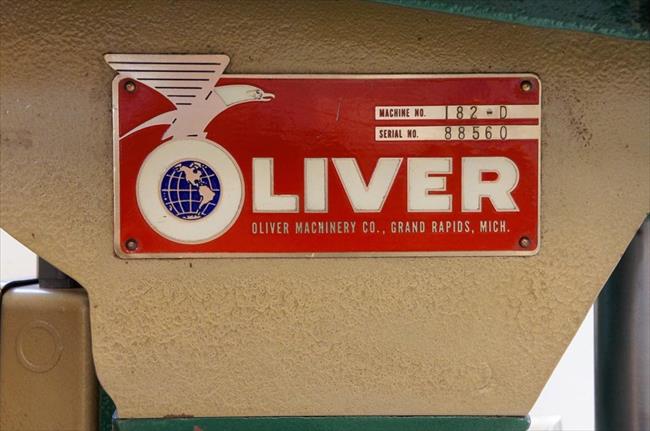 MACHINE NO. 182-D
SERIAL NO. 88560
OLIVER
OLIVER MACHINERY CO., GRAND RAPIDS, MICH.